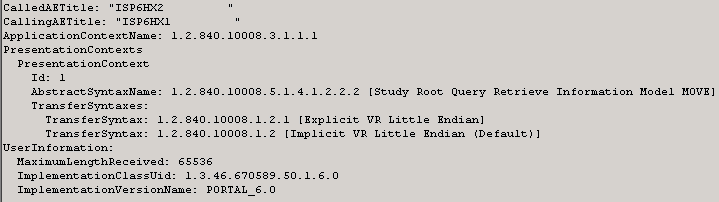 CalledAETitle: "ISP6HX2         "
CallingAETitle: "ISP6HX1         "
ApplicationContextName: 1.2.840.10008.3.1.1.1
PresentationContexts
  PresentationContext
    Id: 1
    AbstractSyntaxName: 1.2.840.10008.5.1.4.1.2.2.2 [Study Root Query Retrieve Information Model MOVE]
    TransferSyntaxes:
      TransferSyntax: 1.2.840.10008.1.2.1 [Explicit VR Little Endian]
      TransferSyntax: 1.2.840.10008.1.2 [Implicit VR Little Endian (Default)]
UserInformation:
  MaximumLengthReceived: 65536
  ImplementationClassUid: 1.3.46.670589.50.1.6.0
  ImplementationVersionName: PORTAL_6.0